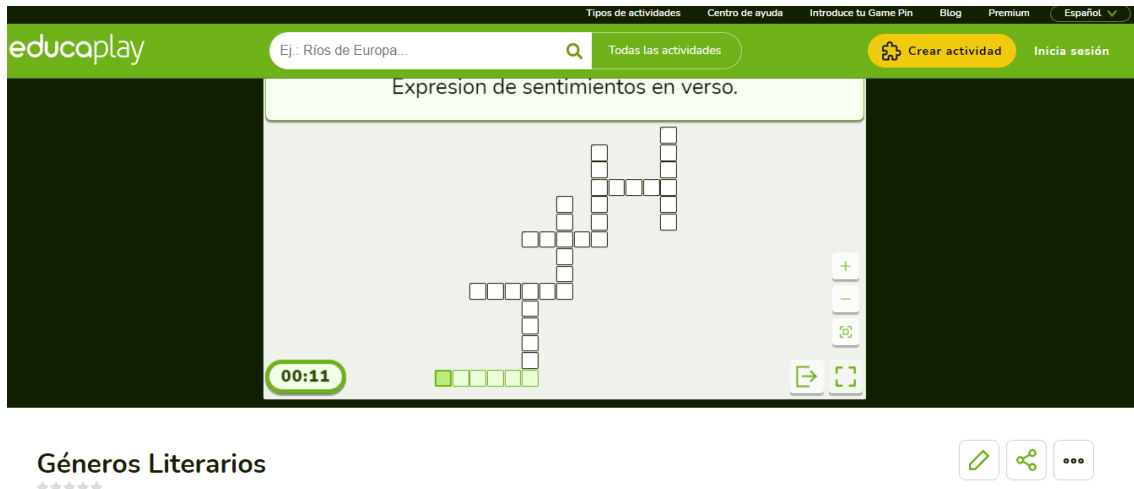 Tipos de actividades Centro de ayuda Introduce tu Game Pin Blog Premium Español
educaplay Ej.: Ríos de Europa... Todas las actividades Crear actividad Inicia sesión
Expresion de sentimientos en verso.
00:11
Géneros Literarios